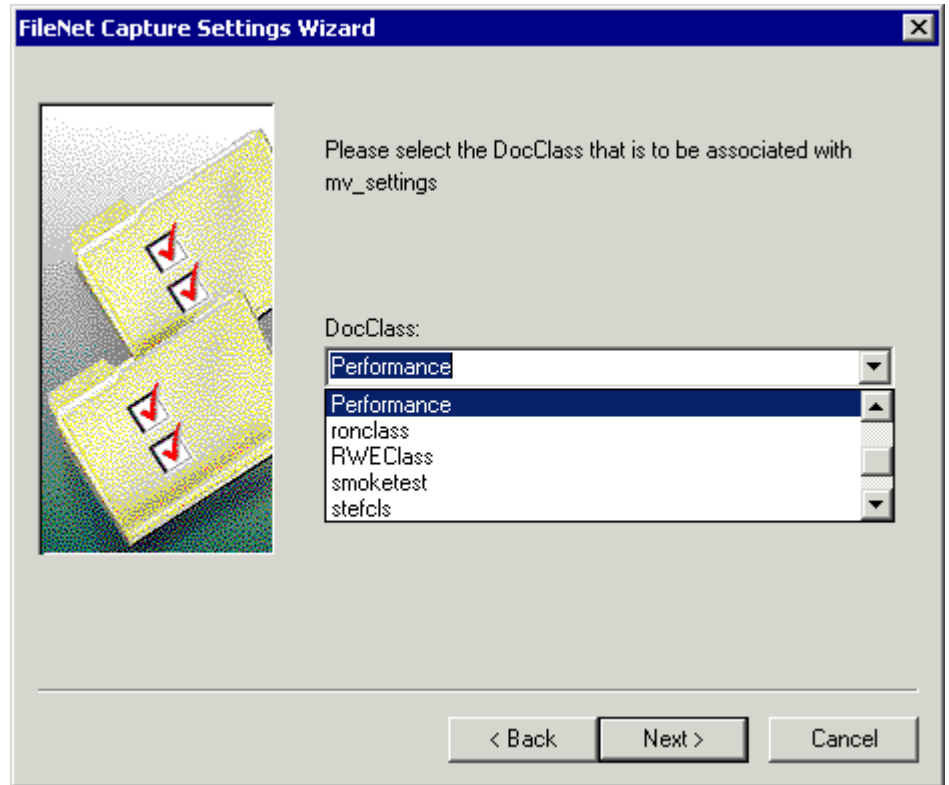 FileNet Capture Settings Wizard
Please select the DocClass that is to be associated with
mv_settings
DocClass:
Performance
Performance
ronclass
RWEClass
smoketest
stefcls
< Back
Next >
Cancel